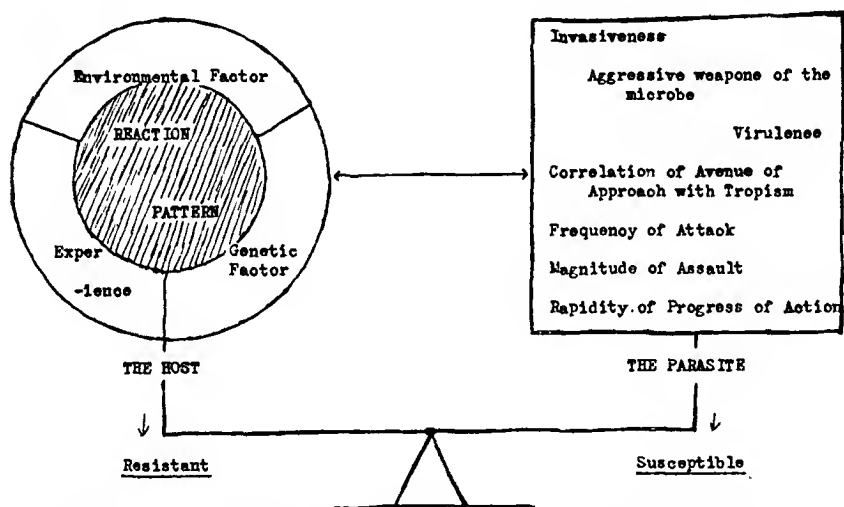 Environmental Factor
REACTION
PATTERN
Exper
-ience
Genetic
Factor
THE HOST
Resistant
Invasiveness
Aggressive weapone of the
microbe
Virulence
Correlation of Avenue of
Approach with Tropism
Frequency of Attack
Magnitude of Assault
Rapidity.of Progress of Action
THE PARASITE
Susceptible